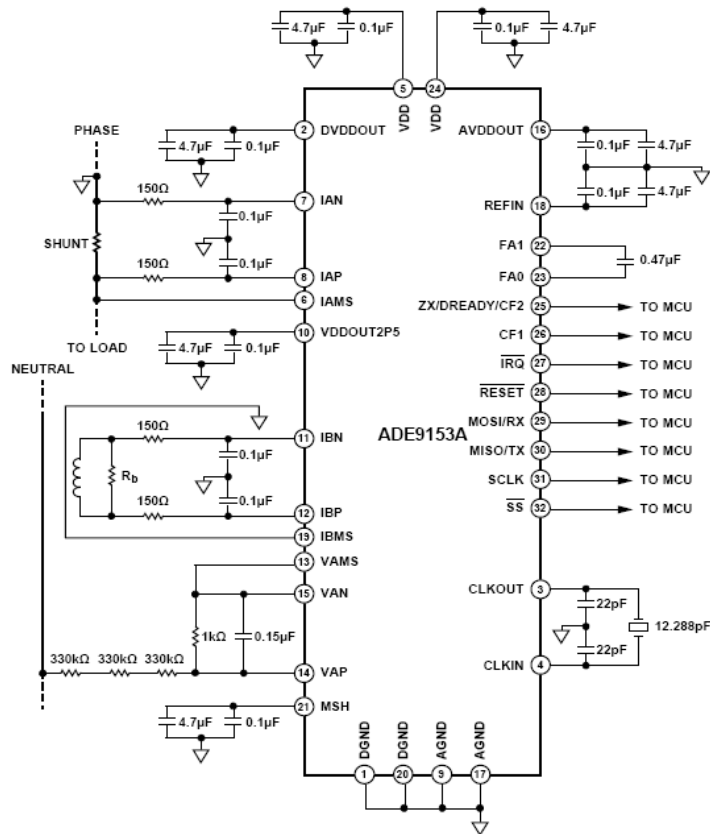 4.7μF 0.1μF 0.1μF 4.7μF
5 24
VDD VDD
PHASE
4.7μF 0.1μF
2 DVDDOUT
AVDDOUT 16
0.1μF 4.7μF
0.1μF 4.7μF
REFIN 18
150Ω
7 IAN
0.1μF
SHUNT
0.1μF
150Ω
8 IAP
6 IAMS
FA1 22
0.47μF
FA0 23
ZX/DREADY/CF2 25 TO MCU
CF1 26 TO MCU
IRQ 27 TO MCU
RESET 28 TO MCU
MOSI/RX 29 TO MCU
MISO/TX 30 TO MCU
SCLK 31 TO MCU
SS 32 TO MCU
10 VDDOUT2P5
TO LOAD
4.7μF 0.1μF
NEUTRAL
ADE9153A
150Ω
11 IBN
0.1μF
Rb
0.1μF
150Ω
12 IBP
19 IBMS
13 VAMS
15 VAN
1kΩ 0.15μF
330kΩ 330kΩ 330kΩ
14 VAP
CLKOUT 3
22pF
12.288pF
22pF
CLKIN 4
21 MSH
4.7μF 0.1μF
DGND DGND AGND AGND
1 20 9 17